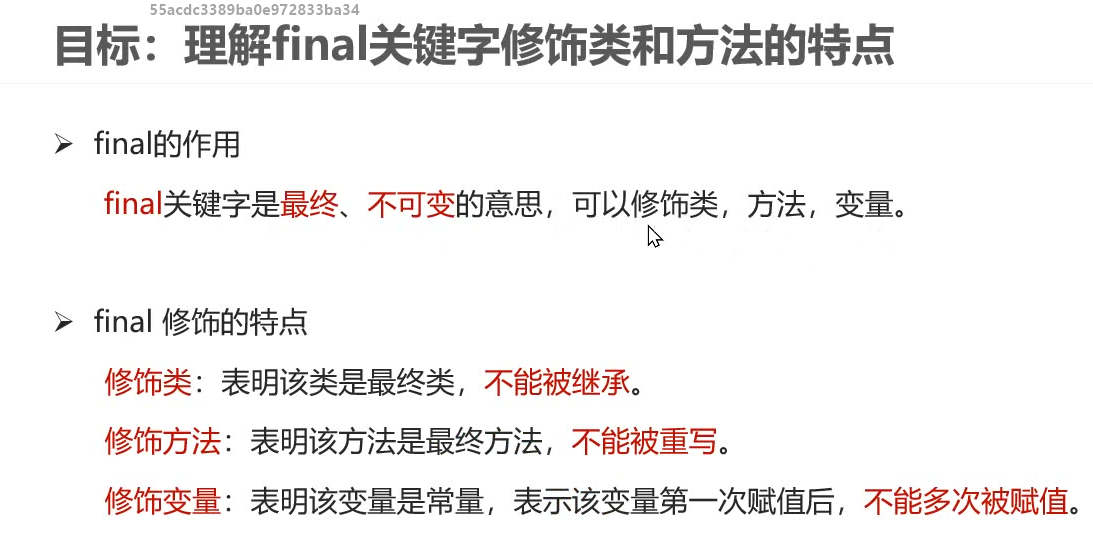 55acdc3389ba0e972833ba34
目标：理解final关键字修饰类和方法的特点
final的作用
final关键字是最终、不可变的意思，可以修饰类，方法，变量。
final 修饰的特点
修饰类：表明该类是最终类，不能被继承。
修饰方法：表明该方法是最终方法，不能被重写。
修饰变量：表明该变量是常量，表示该变量第一次赋值后，不能多次被赋值。